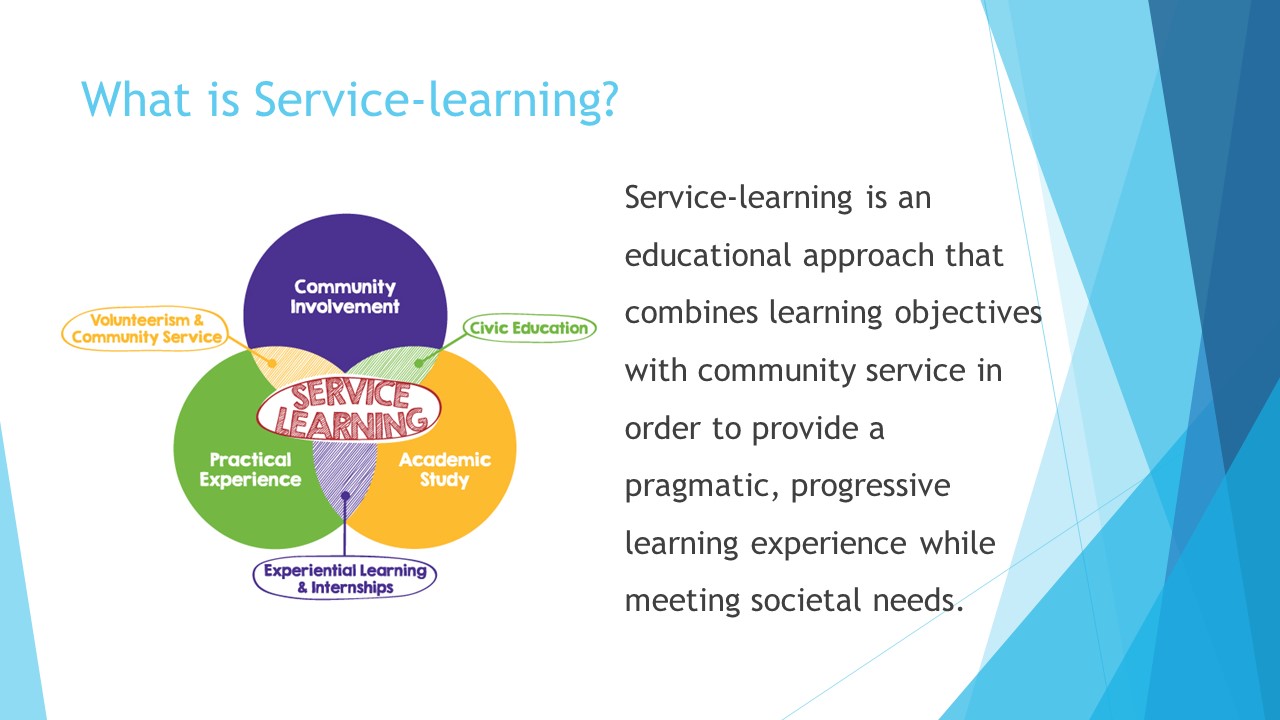 What is Service-learning?
Community
Involvement
Volunteerism &
Community Service
Civic Education
SERVICE
LEARNING
Practical
Experience
Academic
Study
Experiential Learning
& Internships
Service-learning is an
educational approach that
combines learning objectives
with community service in
order to provide a
pragmatic, progressive
learning experience while
meeting societal needs.